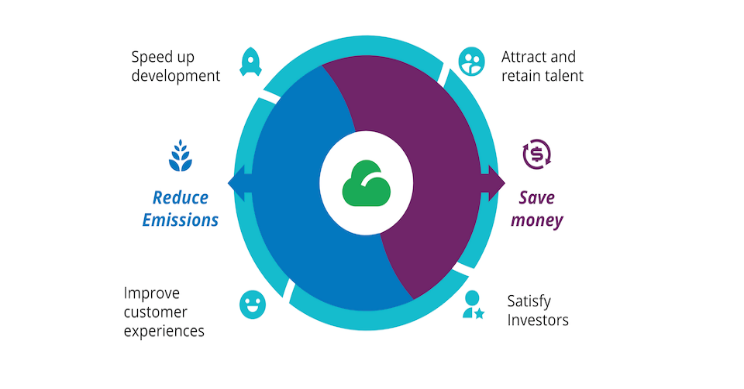 Speed up
development
Attract and
retain talent
Reduce
Emissions
Save
money
Improve
customer
experiences
Satisfy
Investors